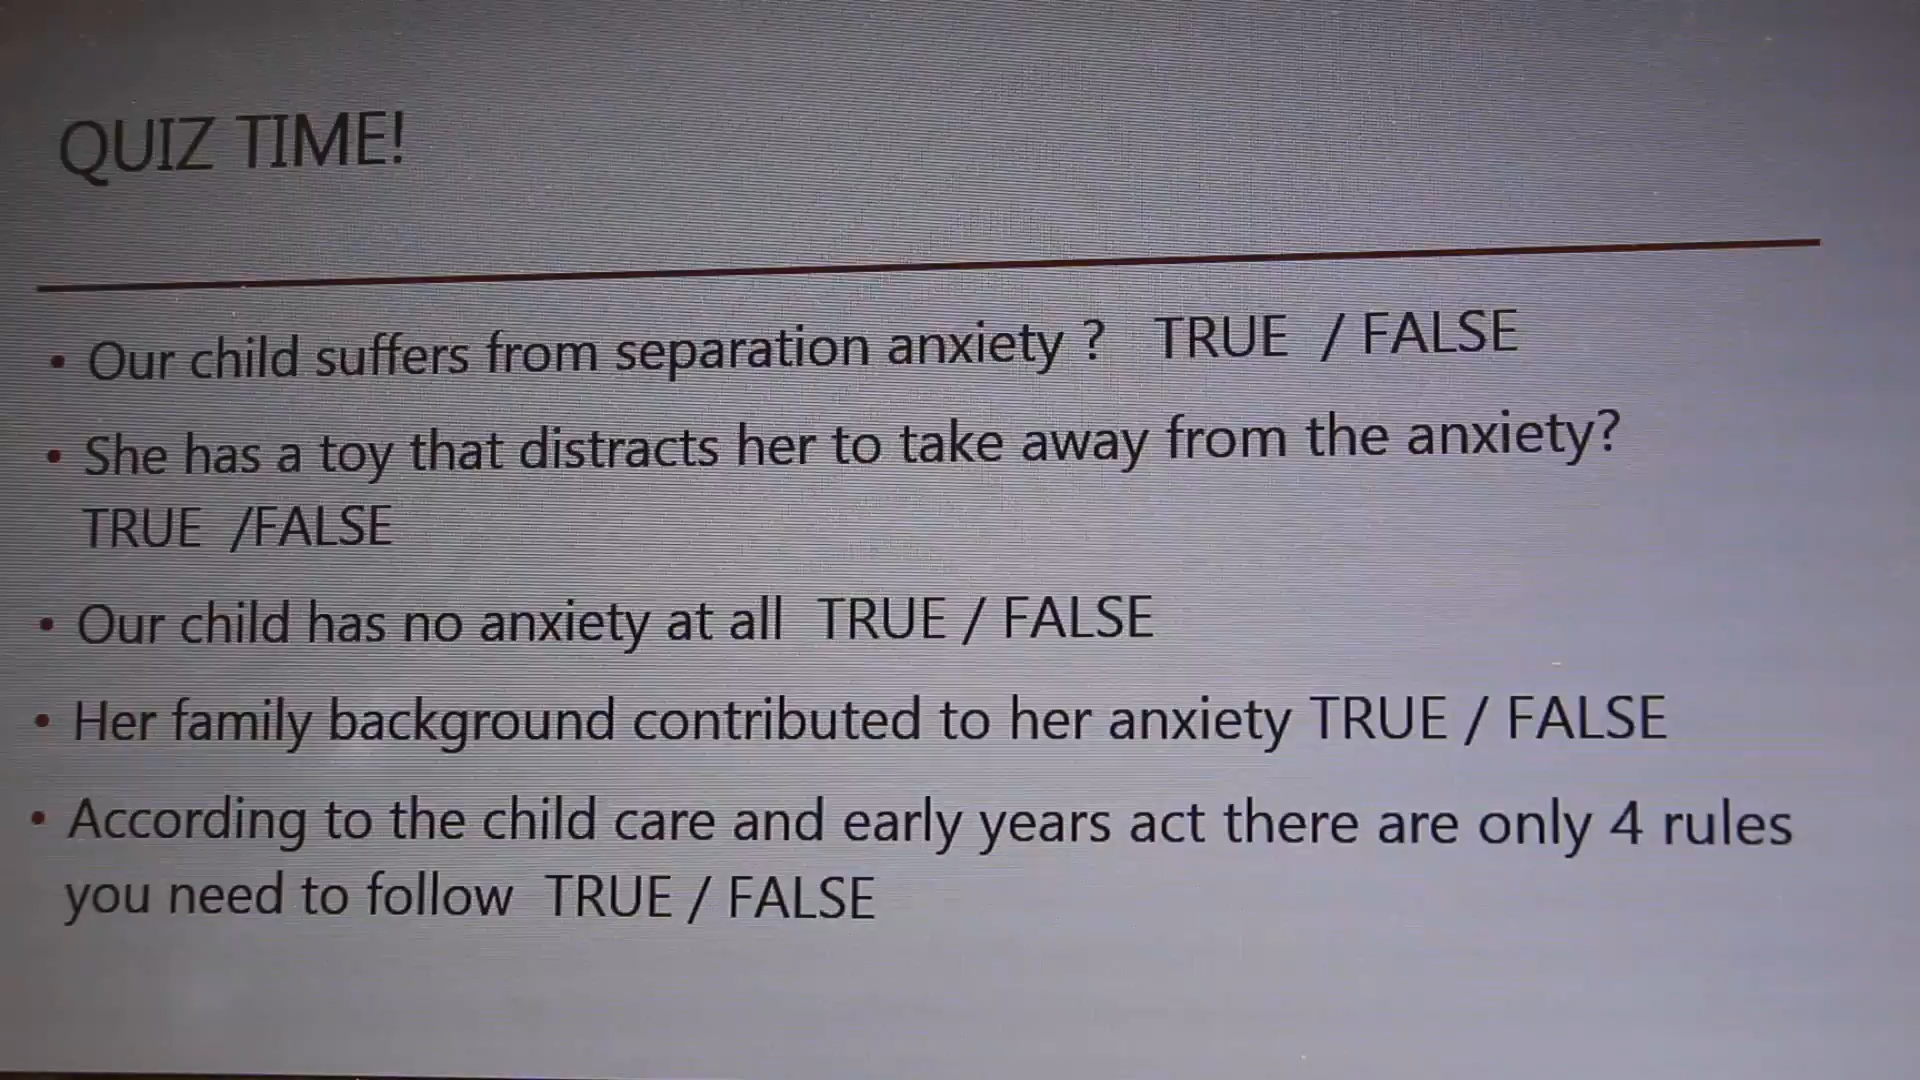 QUIZ TIME!
• Our child suffers from separation anxiety ? TRUE / FALSE
• She has a toy that distracts her to take away from the anxiety?
TRUE /FALSE
• Our child has no anxiety at all TRUE / FALSE
• Her family background contributed to her anxiety TRUE / FALSE
• According to the child care and early years act there are only 4 rules
you need to follow TRUE / FALSE